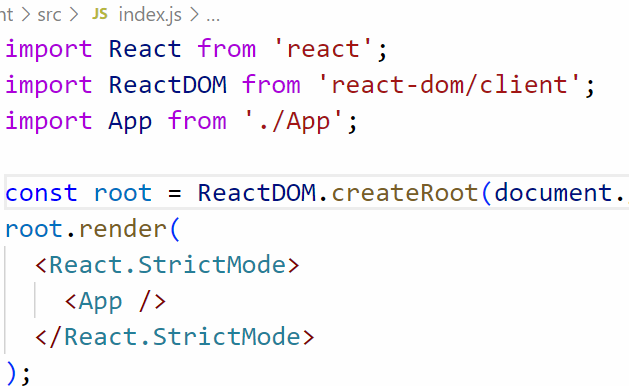 nt > src > JS index.js > ...
import React from 'react';
import ReactDOM from 'react-dom/client';
import App from './App';
const root = ReactDOM.createRoot(document.
root.render(
<React.StrictMode>
<App />
</React.StrictMode>
);